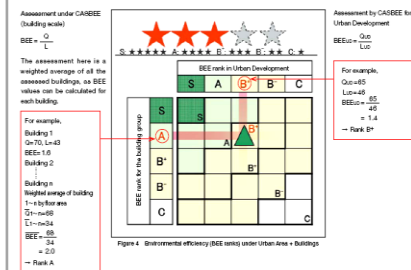 Assessment under CASBEE
(building scale)
BEE = Q
L
The assessment here is a
weighted average of all the
assessed buildings, as BEE
values can be calculated for
each building.
For example,
Building 1
Q=70, L=43
BEE=1.6
Building 2
⋮
Building n
Weighted average of building
1~n by floor area
Q1~n=68
L1~n=34
BEE = 68
34
= 2.0
→ Rank A
S: ★★★★★ A: ★★★★ B⁺: ★★★ B⁻: ★★ C: ★
BEE rank in Urban Development
S A B⁺ B⁻ C
BEE rank for the building group
S
A
B⁺
B⁻
C
S
A
B⁺
B⁻
C
Figure 4 Environmental efficiency (BEE ranks) under Urban Area + Buildings
Assessment by CASBEE for
Urban Development
BEEUD = QUD
LUD
For example,
QUD=65
LUD=46
BEEUD = 65
46
= 1.4
→ Rank B+